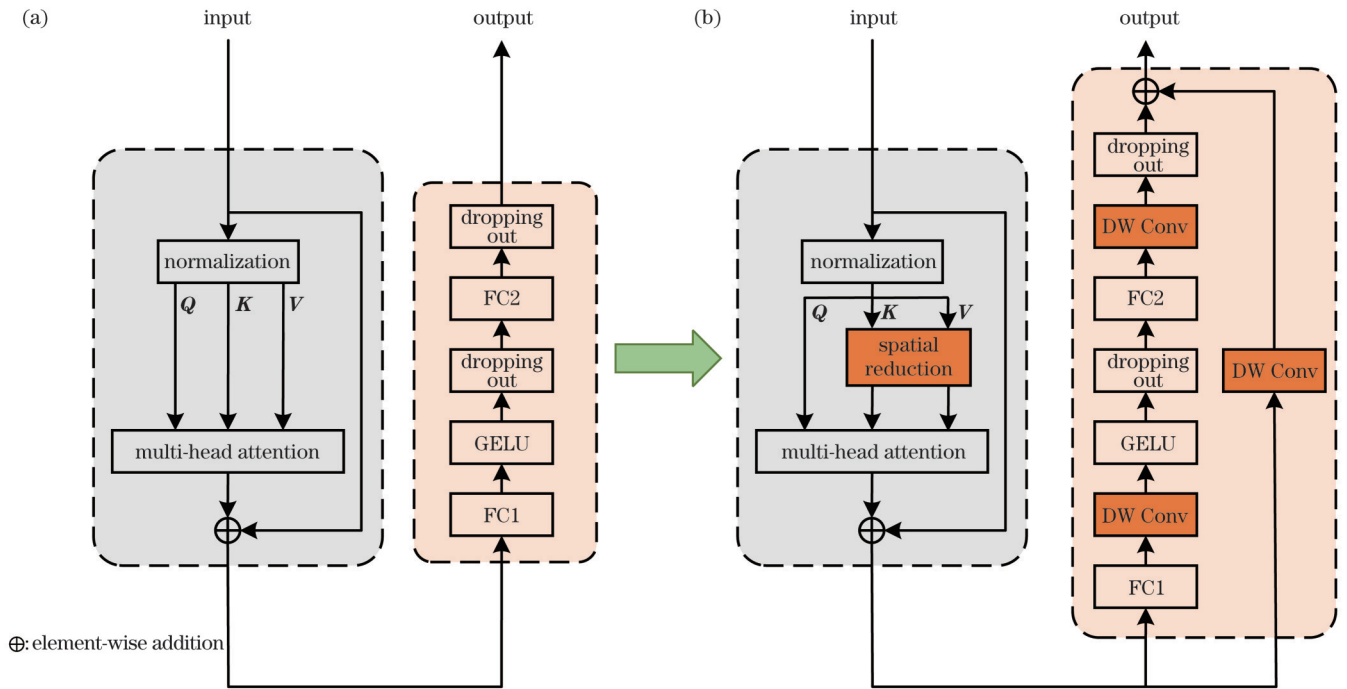 (a)
input
output
normalization
Q K V
multi-head attention
dropping
out
FC2
dropping
out
GELU
FC1
⊕: element-wise addition
(b)
input
output
normalization
Q K V
spatial
reduction
multi-head attention
dropping
out
DW Conv
FC2
dropping
out
GELU
DW Conv
FC1
DW Conv